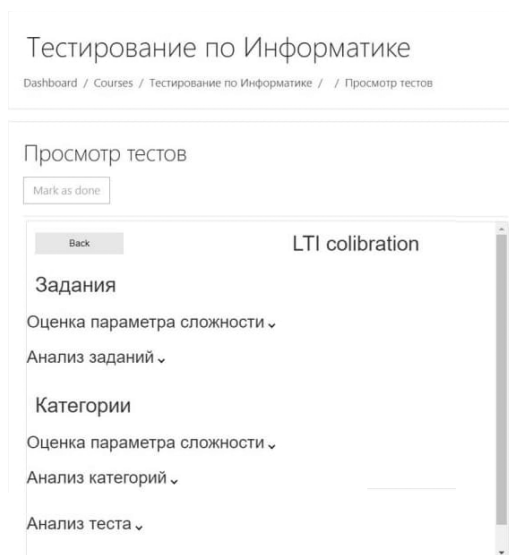 Тестирование по Информатике
Dashboard / Courses / Тестирование по Информатике / / Просмотр тестов
Просмотр тестов
Mark as done
Back LTI colibration
Задания
Оценка параметра сложности
Анализ заданий
Категории
Оценка параметра сложности
Анализ категорий
Анализ теста